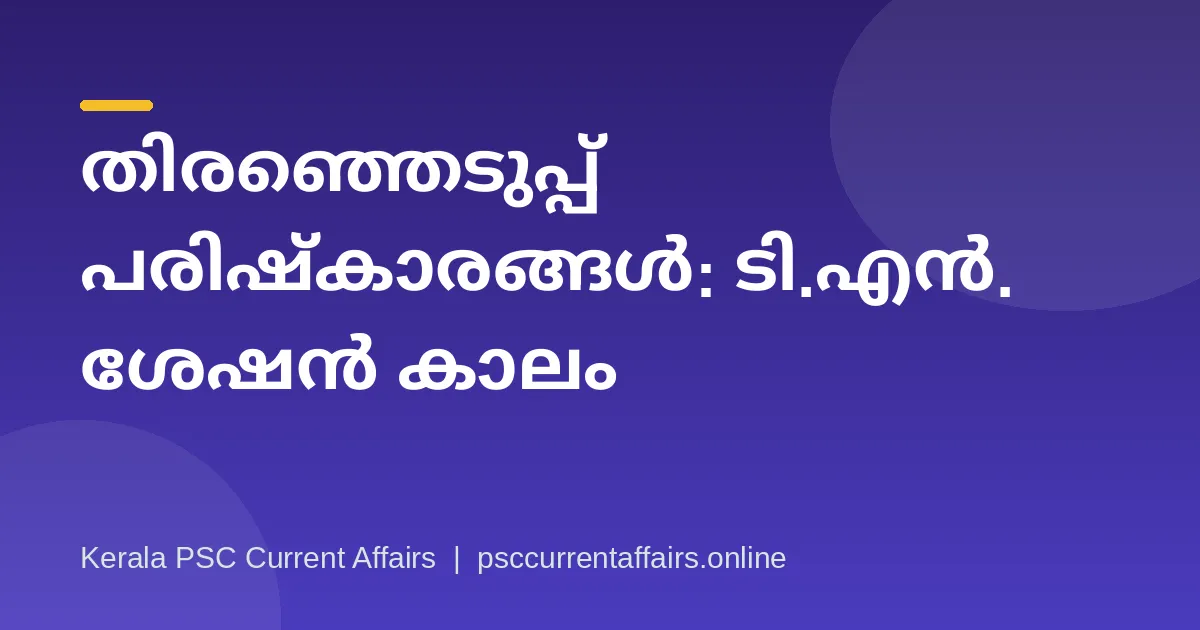 തിരഞ്ഞെടുപ്പ്
പരിഷ്കാരങ്ങൾ: ടി.എൻ.
ശേഷൻ കാലം
Kerala PSC Current Affairs | psccurrentaffairs.online